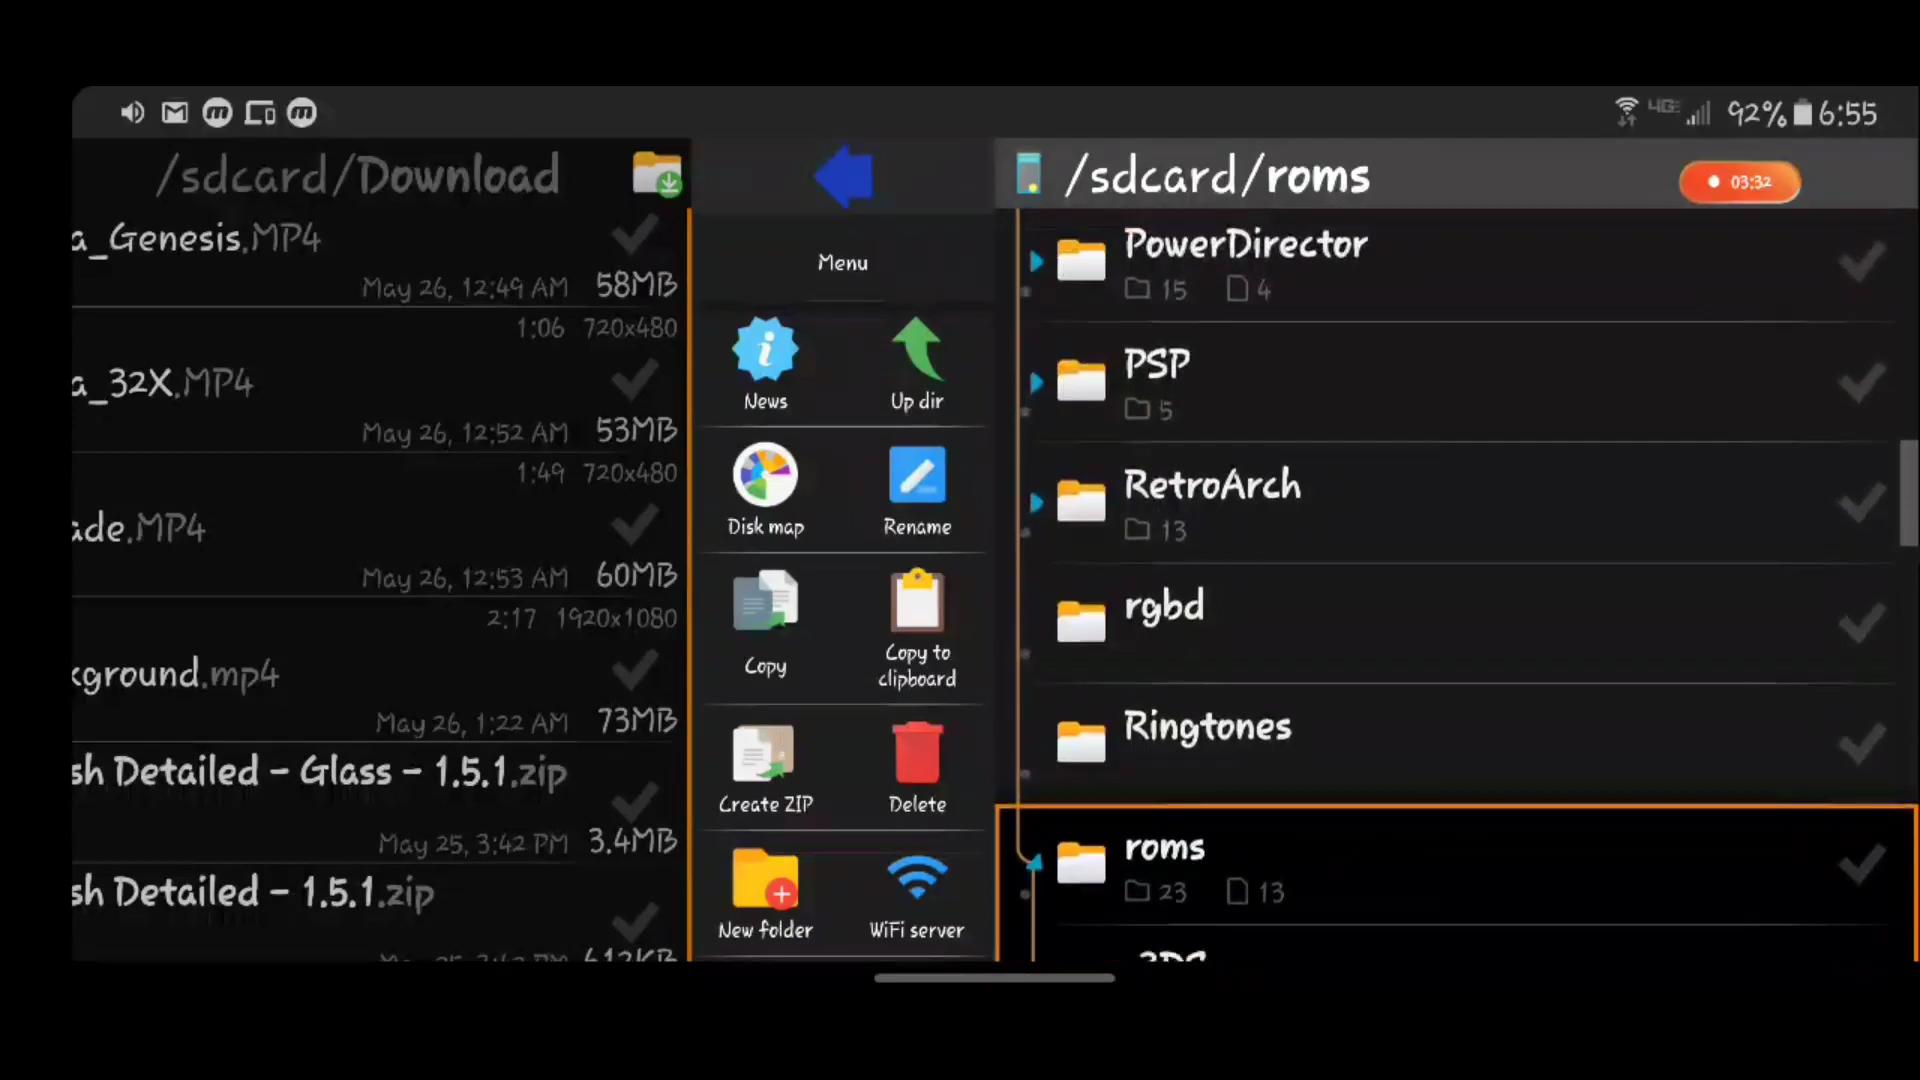 92% 6:55
/sdcard/Download
a_Genesis.MP4
May 26, 12:49 AM 58MB
1:06 720x480
a_32X.MP4
May 26, 12:52 AM 53MB
1:49 720x480
ade.MP4
May 26, 12:53 AM 60MB
2:17 1920x1080
kground.mp4
May 26, 1:22 AM 73MB
sh Detailed - Glass - 1.5.1.zip
May 25, 3:42 PM 3.4MB
sh Detailed - 1.5.1.zip
Menu
News Up dir
Disk map Rename
Copy Copy to
clipboard
Create ZIP Delete
New folder WiFi server
/sdcard/roms
03:32
PowerDirector
15 4
PSP
5
RetroArch
13
rgbd
Ringtones
roms
23 13